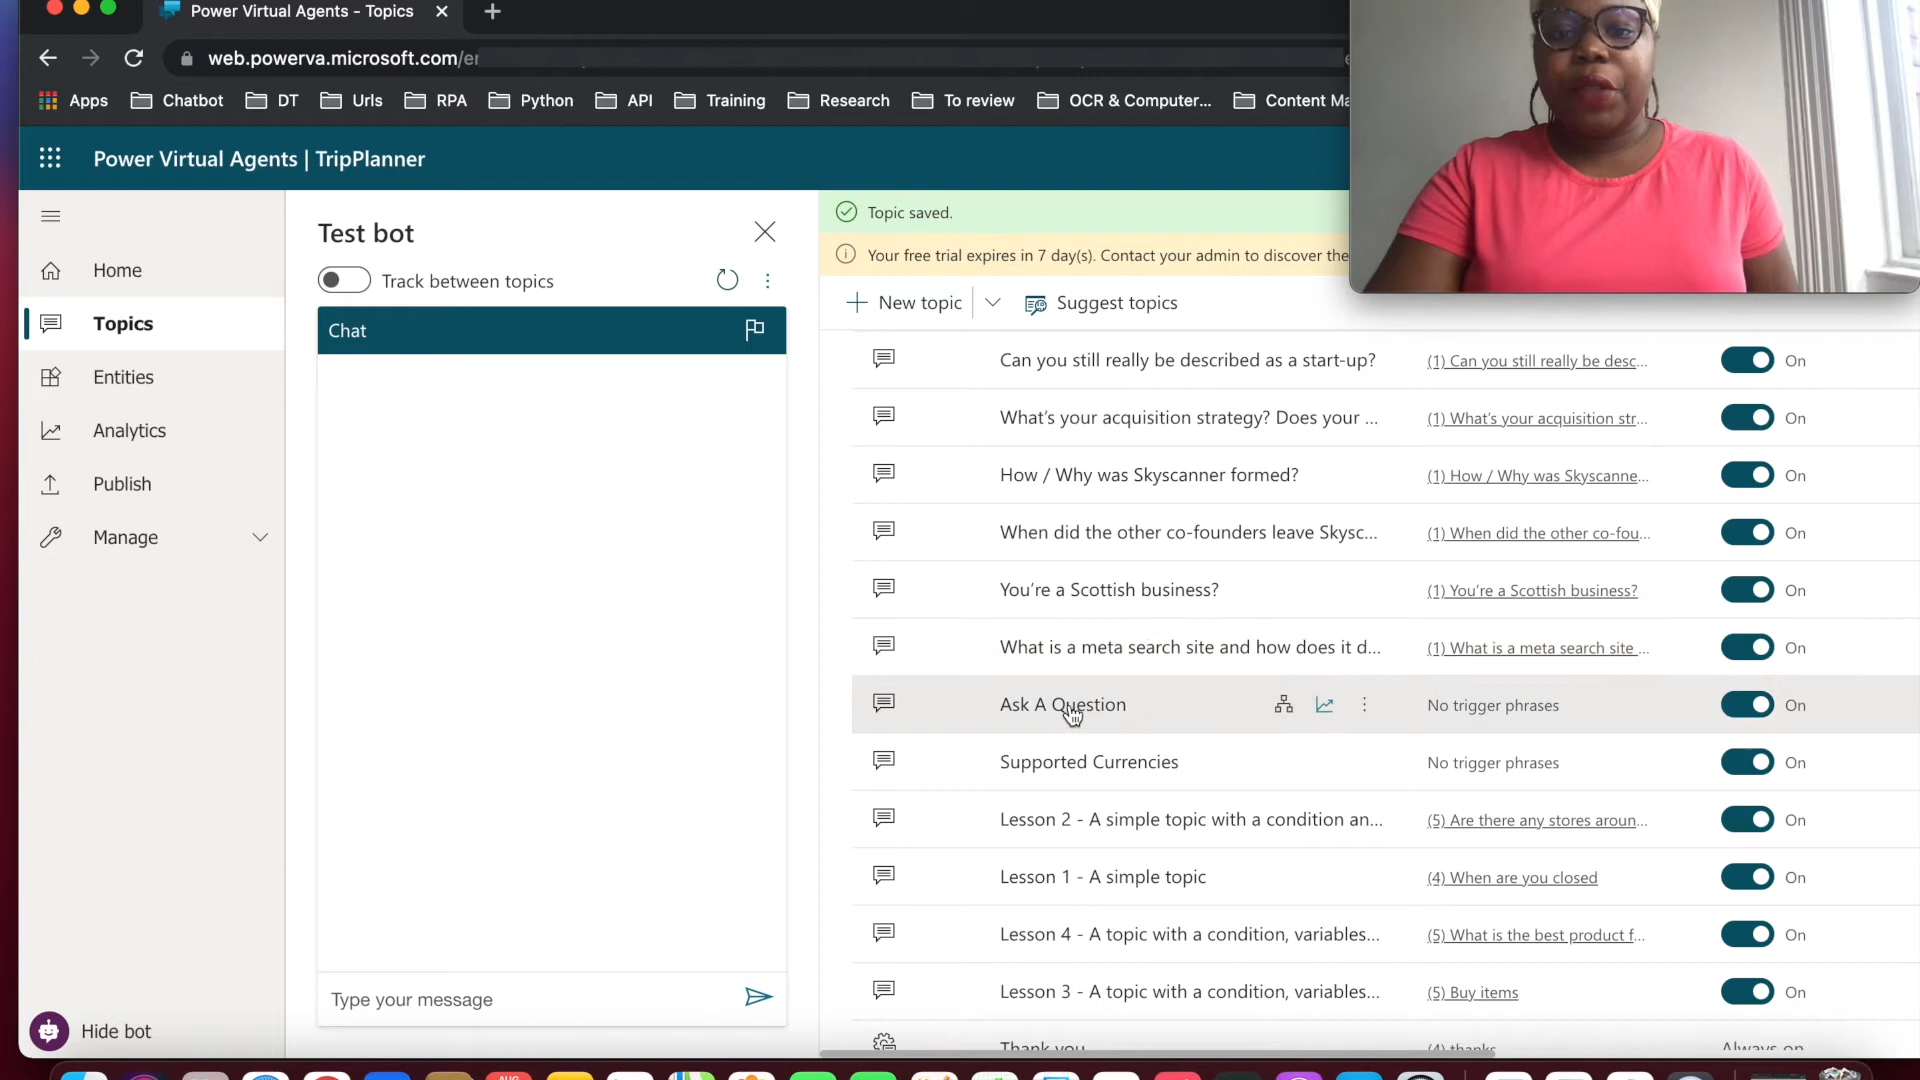 Power Virtual Agents - Topics
web.powerva.microsoft.com/
Apps Chatbot DT Urls RPA Python API Training Research To review OCR & Computer... Content Ma
Power Virtual Agents | TripPlanner
Home
Topics
Entities
Analytics
Publish
Manage
Hide bot
Test bot
Track between topics
Chat
Type your message
Topic saved.
Your free trial expires in 7 day(s). Contact your admin to discover the
New topic Suggest topics
Can you still really be described as a start-up? (1) Can you still really be desc... On
What's your acquisition strategy? Does your ... (1) What's your acquisition str... On
How / Why was Skyscanner formed? (1) How / Why was Skyscanne... On
When did the other co-founders leave Skysc... (1) When did the other co-fou... On
You're a Scottish business? (1) You're a Scottish business? On
What is a meta search site and how does it d... (1) What is a meta search site ... On
Ask A Question No trigger phrases On
Supported Currencies No trigger phrases On
Lesson 2 - A simple topic with a condition an... (5) Are there any stores aroun... On
Lesson 1 - A simple topic (4) When are you closed On
Lesson 4 - A topic with a condition, variables... (5) What is the best product f... On
Lesson 3 - A topic with a condition, variables... (5) Buy items On
Thank you (4) thanks Always on
AUG